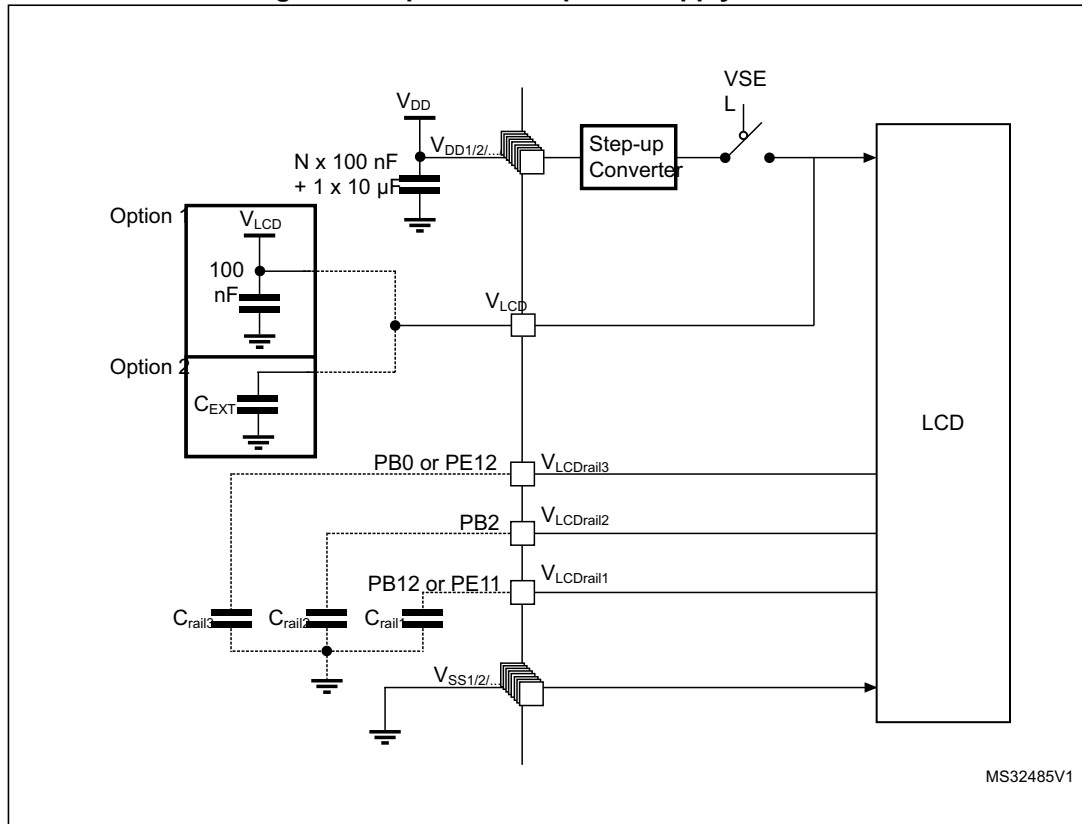 VSE
L
VDD
VDD1/2/...
Step-up
Converter
N x 100 nF
+ 1 x 10 µF
Option 1
VLCD
100
nF
VLCD
Option 2
CEXT
LCD
PB0 or PE12
VLCDrail3
PB2
VLCDrail2
PB12 or PE11
VLCDrail1
Crail3
Crail2
Crail1
VSS1/2/...
MS32485V1